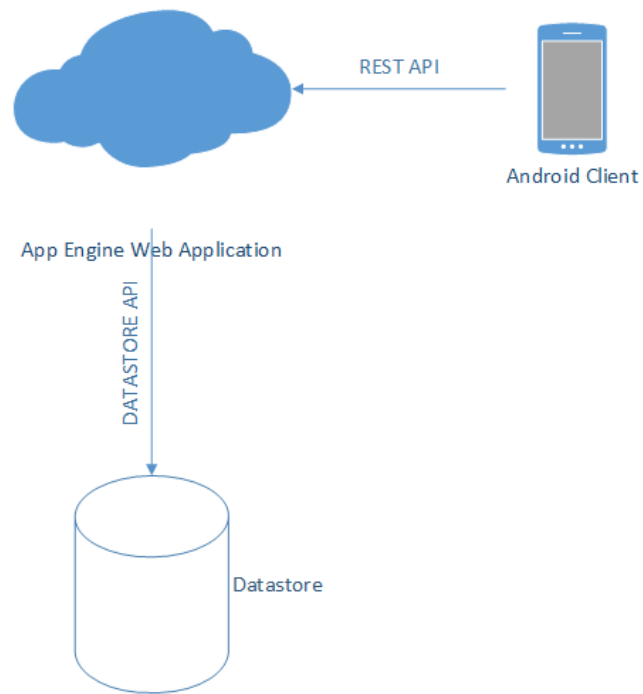 REST API
Android Client
App Engine Web Application
DATASTORE API
Datastore